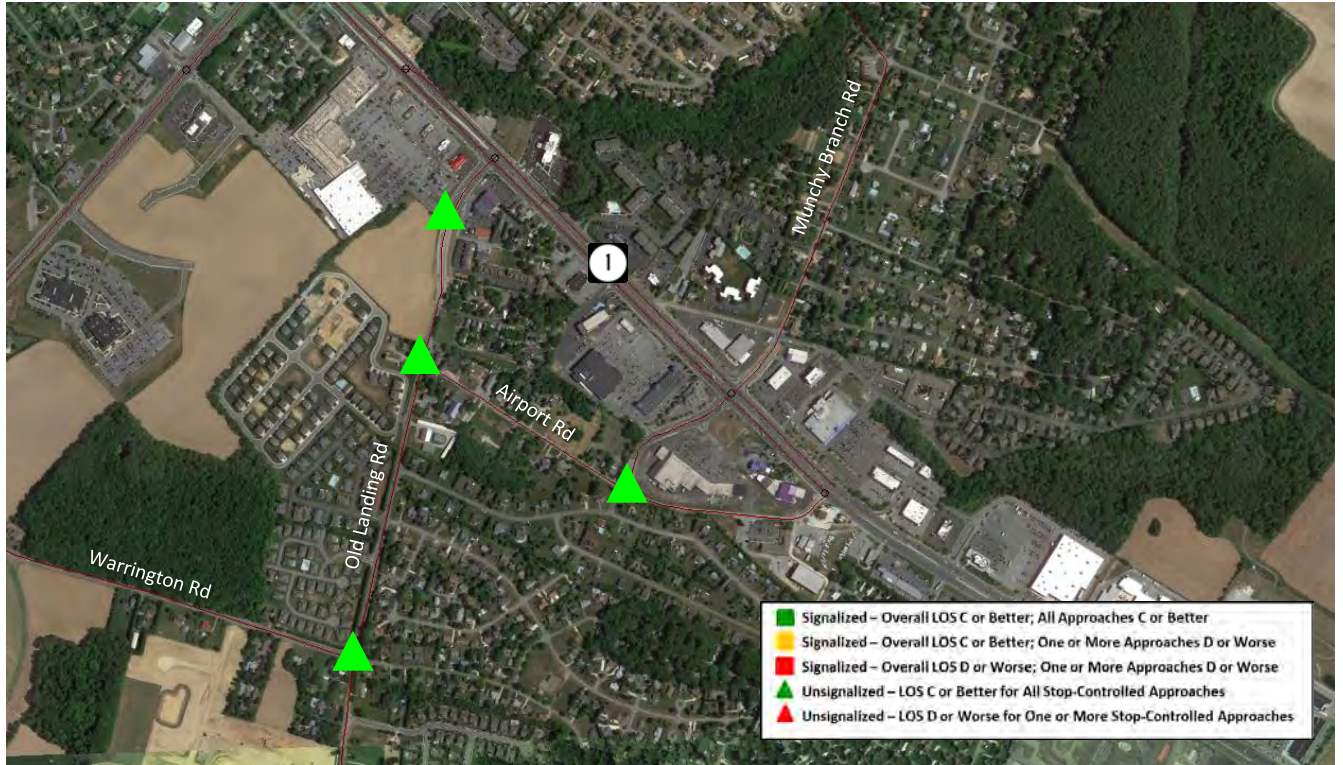 Munchy Branch Rd
1
Airport Rd
Old Landing Rd
Warrington Rd
Signalized – Overall LOS C or Better; All Approaches C or Better
Signalized – Overall LOS C or Better; One or More Approaches D or Worse
Signalized – Overall LOS D or Worse; One or More Approaches D or Worse
Unsignalized – LOS C or Better for All Stop-Controlled Approaches
Unsignalized – LOS D or Worse for One or More Stop-Controlled Approaches